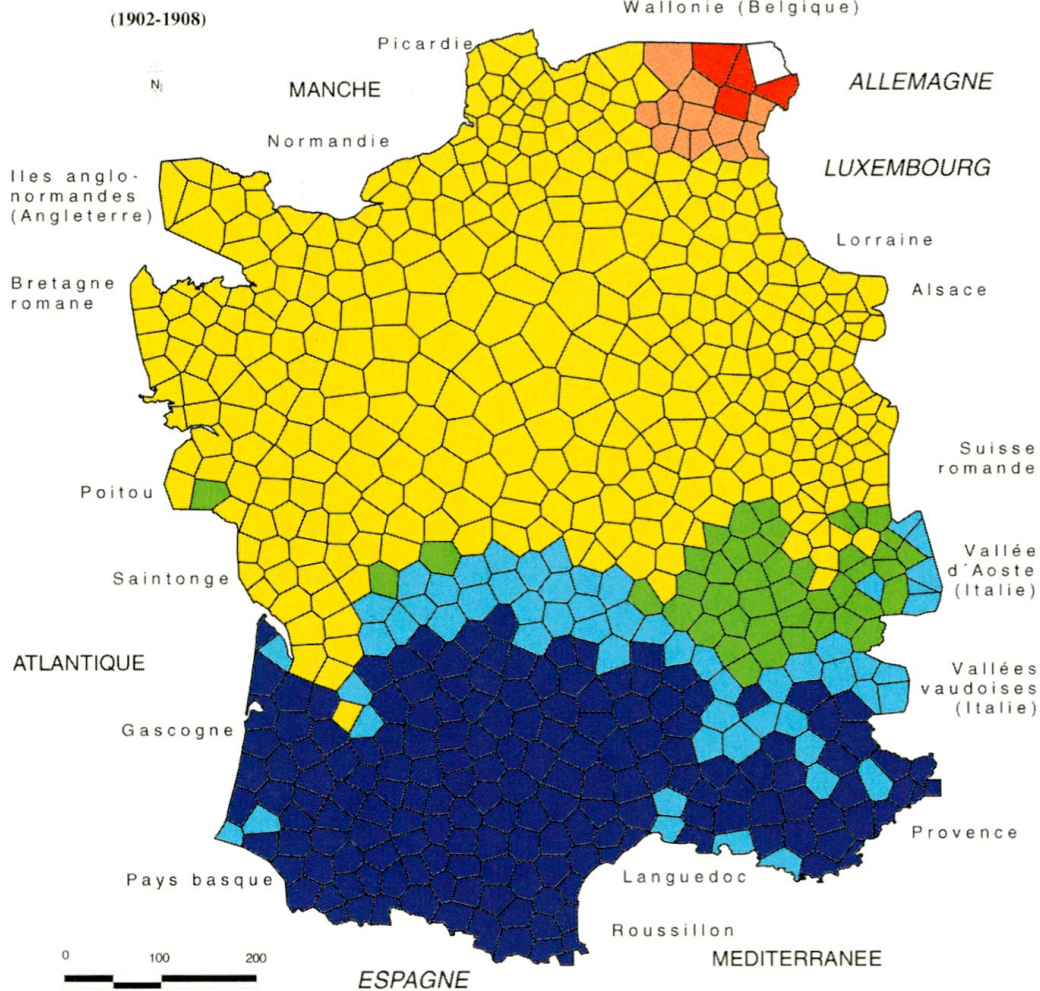 Wallonie (Belgique)
(1902-1908)
Picardie
N
MANCHE
ALLEMAGNE
Normandie
LUXEMBOURG
Iles anglo-
normandes
(Angleterre)
Lorraine
Bretagne
romane
Alsace
Suisse
romande
Poitou
Vallée
d'Aoste
(Italie)
Saintonge
ATLANTIQUE
Vallées
vaudoises
(Italie)
Gascogne
Provence
Pays basque
Languedoc
Roussillon
MEDITERRANEE
0 100 200
ESPAGNE